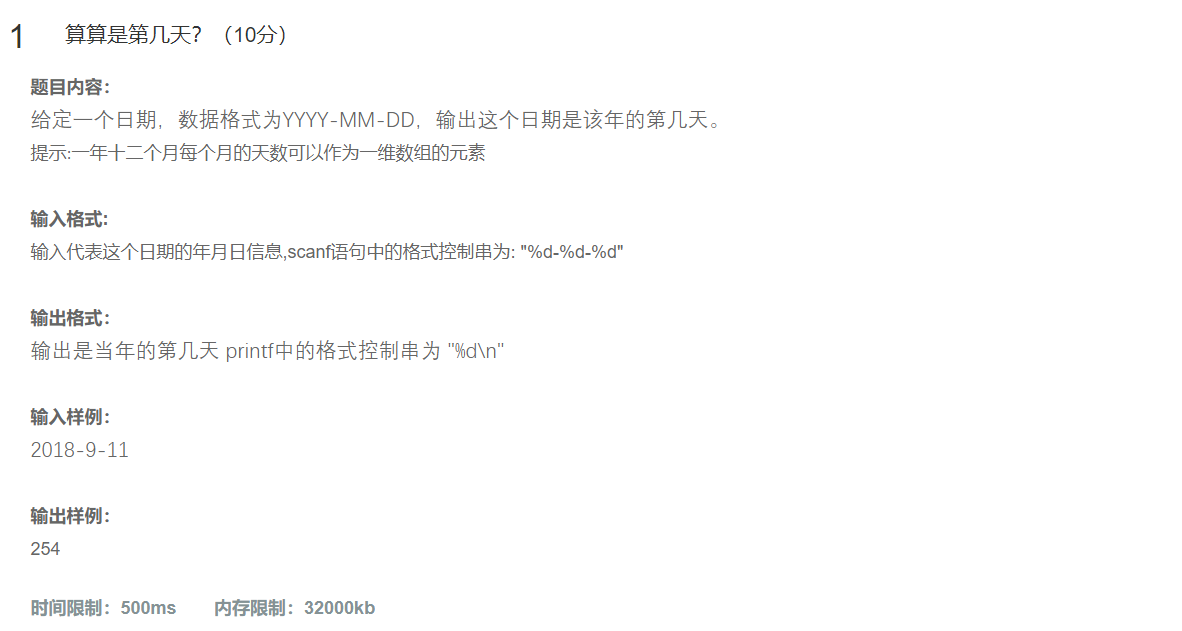 1 算算是第几天？（10分）
题目内容：
给定一个日期，数据格式为YYYY-MM-DD，输出这个日期是该年的第几天。
提示:一年十二个月每个月的天数可以作为一维数组的元素
输入格式:
输入代表这个日期的年月日信息,scanf语句中的格式控制串为: "%d-%d-%d"
输出格式：
输出是当年的第几天 printf中的格式控制串为 "%d\n"
输入样例：
2018-9-11
输出样例：
254
时间限制：500ms 内存限制：32000kb